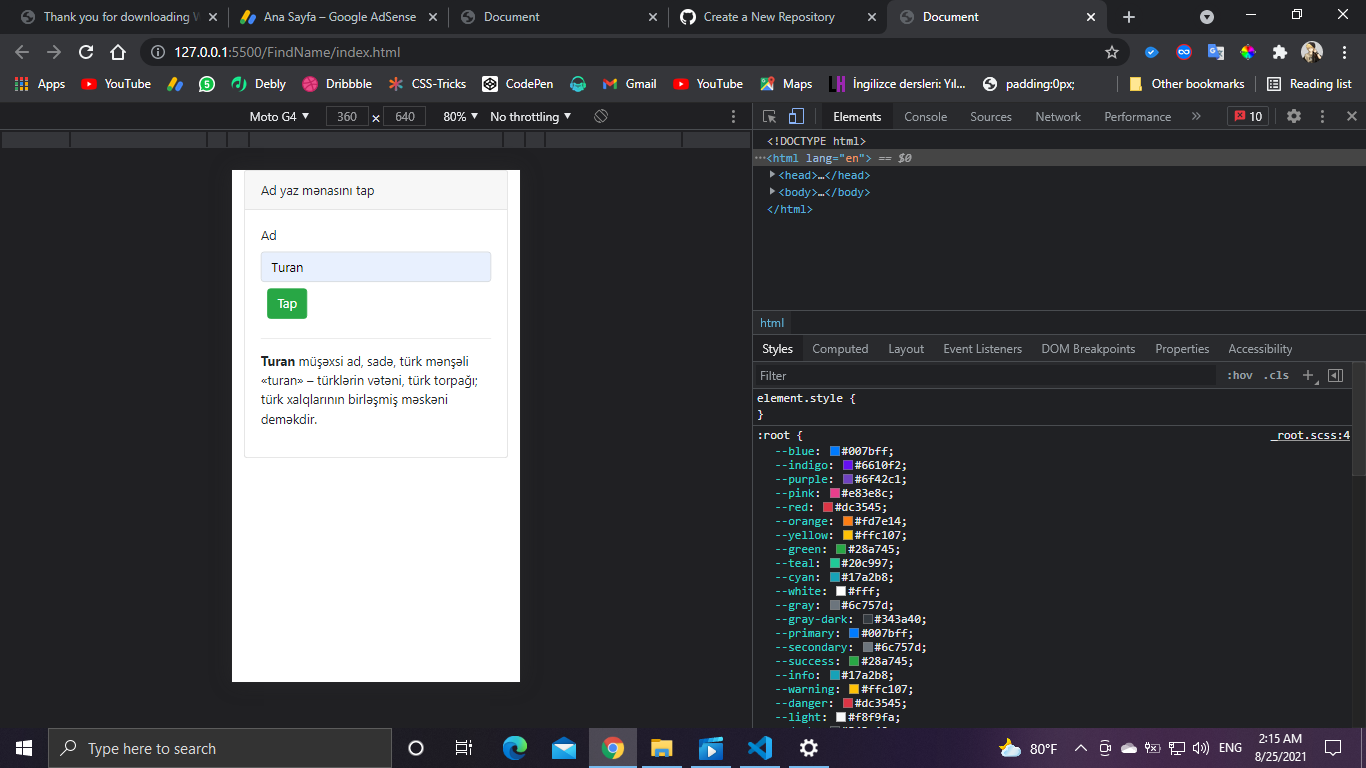 Thank you for downloading
Ana Sayfa – Google AdSense
Document
Create a New Repository
Document
127.0.0.1:5500/FindName/index.html
Apps
YouTube
Debly
Dribbble
CSS-Tricks
CodePen
Gmail
YouTube
Maps
İngilizce dersleri: Yıl...
padding:0px;
Other bookmarks
Reading list
Moto G4 ▼ 360 × 640 80% ▼ No throttling ▼
Elements Console Sources Network Performance » 10
<!DOCTYPE html>
<html lang="en"> == $0
<head>…</head>
<body>…</body>
</html>
Ad yaz mənasını tap
Ad
Turan
Tap
Turan müşəxsi ad, sadə, türk mənşəli
«turan» – türklərin vətəni, türk torpağı;
türk xalqlarının birləşmiş məskəni
deməkdir.
html
Styles Computed Layout Event Listeners DOM Breakpoints Properties Accessibility
Filter :hov .cls +
element.style {
}
:root { _root.scss:4
--blue: #007bff;
--indigo: #6610f2;
--purple: #6f42c1;
--pink: #e83e8c;
--red: #dc3545;
--orange: #fd7e14;
--yellow: #ffc107;
--green: #28a745;
--teal: #20c997;
--cyan: #17a2b8;
--white: #fff;
--gray: #6c757d;
--gray-dark: #343a40;
--primary: #007bff;
--secondary: #6c757d;
--success: #28a745;
--info: #17a2b8;
--warning: #ffc107;
--danger: #dc3545;
--light: #f8f9fa;
Type here to search
80°F
ENG
2:15 AM
8/25/2021